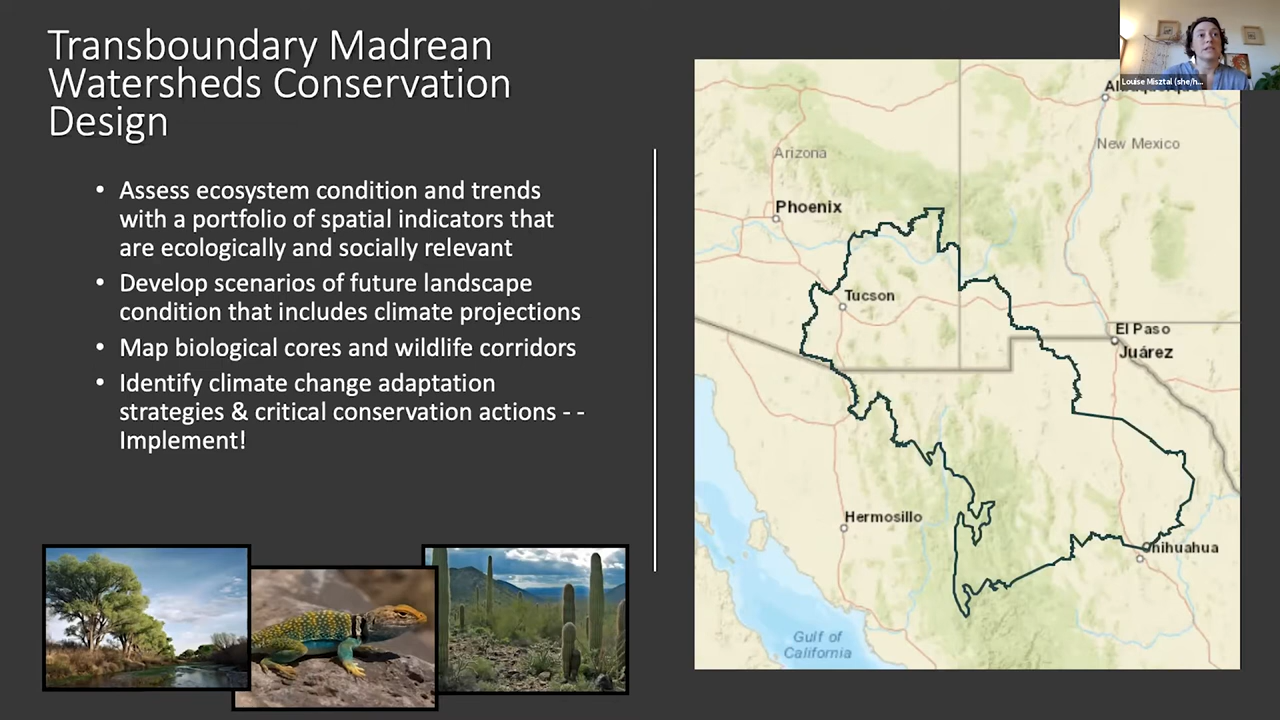 Transboundary Madrean
Watersheds Conservation
Design
• Assess ecosystem condition and trends
with a portfolio of spatial indicators that
are ecologically and socially relevant
• Develop scenarios of future landscape
condition that includes climate projections
• Map biological cores and wildlife corridors
• Identify climate change adaptation
strategies & critical conservation actions - -
Implement!
Louise Misztal (she/h...
Arizona
New Mexico
Phoenix
Tucson
El Paso
Juárez
Hermosillo
Chihuahua
Gulf of
California